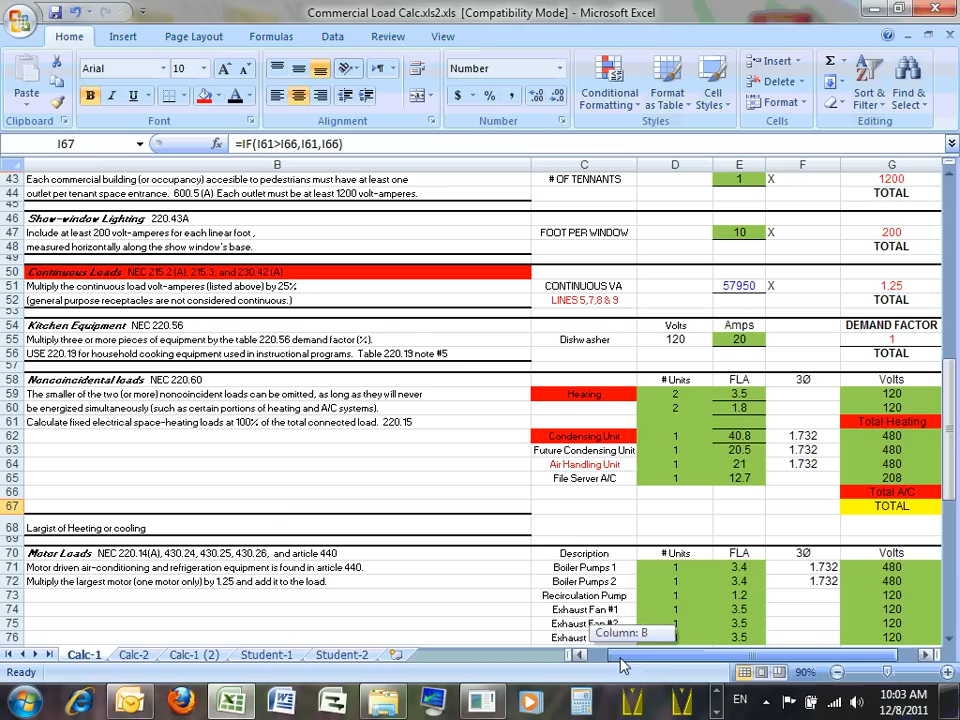 Commercial Load Calc.xls2.xls [Compatibility Mode] - Microsoft Excel
Home Insert Page Layout Formulas Data Review View
Paste Arial 10 Number Conditional Formatting Format as Table Cell Styles Insert Delete Format Sort & Filter Find & Select
Clipboard Font Alignment Number Styles Cells Editing
I67 fx =IF(I61>I66,I61,I66)
B C D E F G
43 Each commercial building (or occupancy) accesible to pedestrians must have at least one # OF TENNANTS 1 X 1200
44 outlet per tenant space entrance. 600.5 (A) Each outlet must be at least 1200 volt-amperes. TOTAL
45
46 Show-window Lighting 220.43A
47 Include at least 200 volt-amperes for each linear foot , FOOT PER WINDOW 10 X 200
48 measured horizontally along the show window's base. TOTAL
49
50 Continuous Loads NEC 215.2 (A), 215.3, and 230.42 (A)
51 Multiply the continuous load volt-amperes (listed above) by 25% CONTINUOUS VA 57950 X 1.25
52 (general purpose receptacles are not considered continuous.) LINES 5,7,8 & 9 TOTAL
53
54 Kitchen Equipment NEC 220.56 Volts Amps DEMAND FACTOR
55 Multiply three or more pieces of equipment by the table 220.56 demand factor (%). Dishwasher 120 20 1
56 USE 220.19 for household cooking equipment used in instructional programs. Table 220.19 note #5 TOTAL
57
58 Noncoincidental loads NEC 220.60 # Units FLA 3Ø Volts
59 The smaller of the two (or more) noncoincident loads can be omitted, as long as they will never Heating 2 3.5 120
60 be energized simultaneously (such as certain portions of heating and A/C systems). 2 1.8 120
61 Calculate fixed electrical space-heating loads at 100% of the total connected load. 220.15 Total Heating
62 Condensing Unit 1 40.8 1.732 480
63 Future Condensing Unit 1 20.5 1.732 480
64 Air Handling Unit 1 21 1.732 480
65 File Server A/C 1 12.7 208
66 Total A/C
67 TOTAL
68 Largist of Heeting or cooling
69
70 Motor Loads NEC 220.14(A), 430.24, 430.25, 430.26, and article 440 Description # Units FLA 3Ø Volts
71 Motor driven air-conditioning and refrigeration equipment is found in article 440. Boiler Pumps 1 1 3.4 1.732 480
72 Multiply the largest motor (one motor only) by 1.25 and add it to the load. Boiler Pumps 2 1 3.4 1.732 480
73 Recirculation Pump 1 1.2 120
74 Exhaust Fan #1 1 3.5 120
75 Exhaust Fan #2 1 3.5 120
76 Exhaust 3.5 120
Column: B
Calc-1 Calc-2 Calc-1 (2) Student-1 Student-2
Ready 90%
EN 10:03 AM
12/8/2011